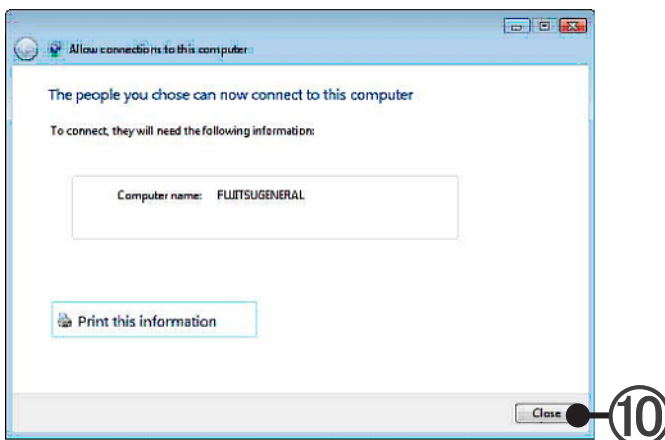 Allow connections to this computer
The people you chose can now connect to this computer
To connect, they will need the following information:
Computer name: FUJITSUGENERAL
Print this information
Close
⑩